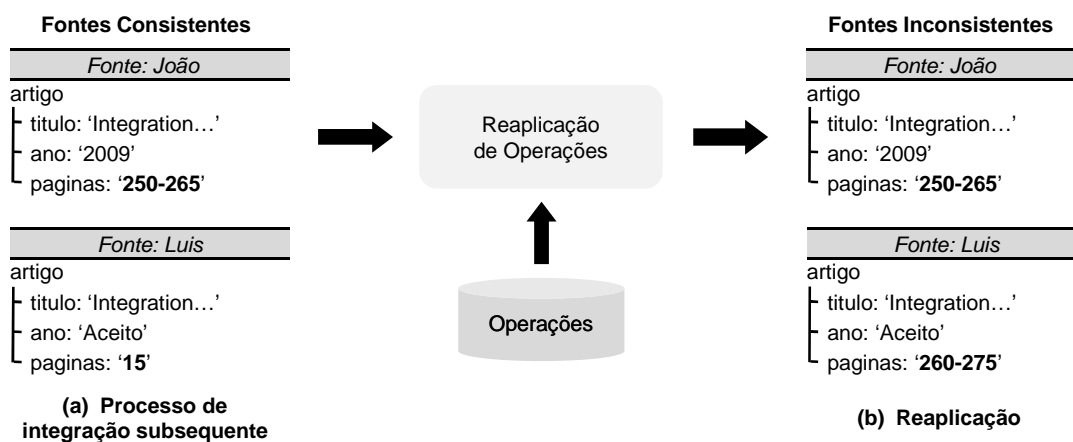 Fontes Consistentes
Fonte: João
artigo
titulo: ‘Integration…’
ano: ‘2009’
paginas: ‘250-265’
Fonte: Luis
artigo
titulo: ‘Integration…’
ano: ‘Aceito’
paginas: ‘15’
(a) Processo de
integração subsequente
Reaplicação
de Operações
Operações
Fontes Inconsistentes
Fonte: João
artigo
titulo: ‘Integration…’
ano: ‘2009’
paginas: ‘250-265’
Fonte: Luis
artigo
titulo: ‘Integration…’
ano: ‘Aceito’
paginas: ‘260-275’
(b) Reaplicação